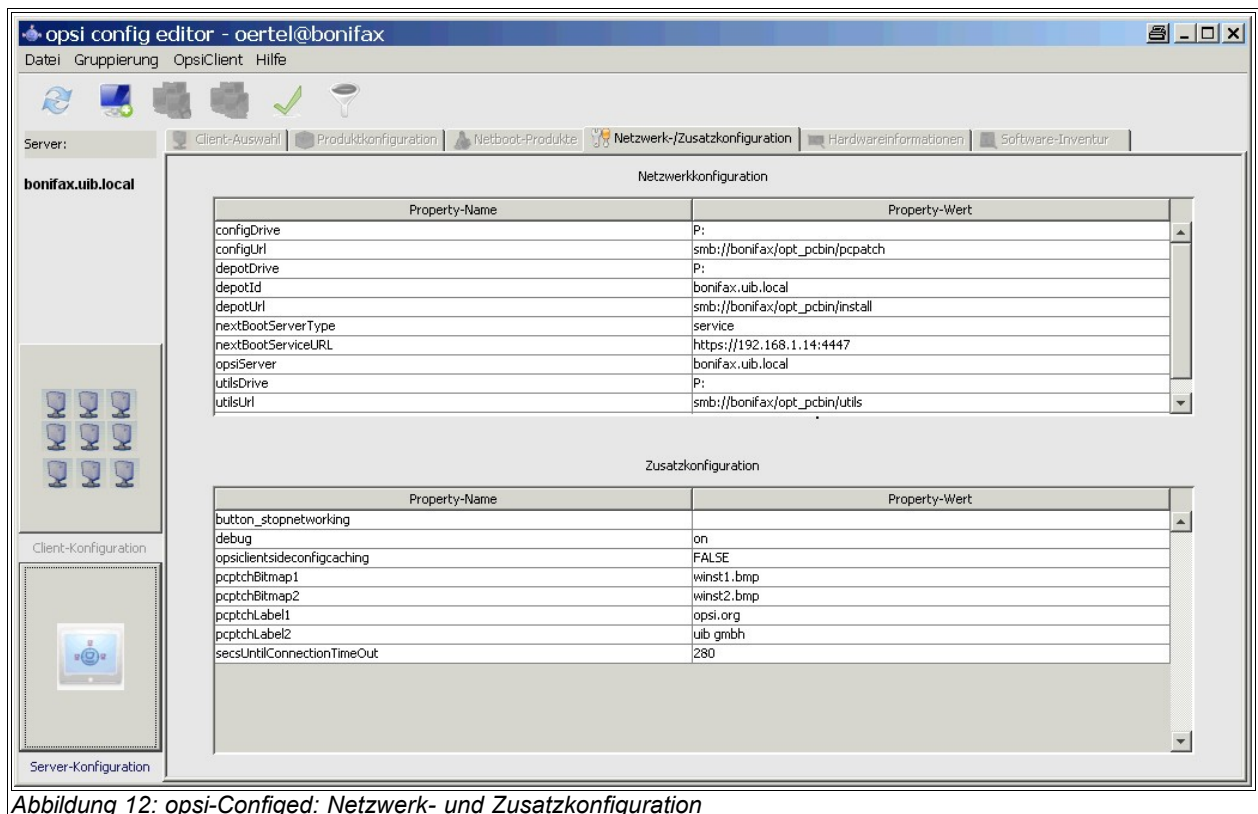 opsi config editor - oertel@bonifax
Datei Gruppierung OpsiClient Hilfe
Server:
Client-Auswahl Produktkonfiguration Netboot-Produkte Netzwerk-/Zusatzkonfiguration Hardwareinformationen Software-Inventur
bonifax.uib.local
Netzwerkkonfiguration
Property-Name Property-Wert
configDrive P:
configUrl smb://bonifax/opt_pcbin/pcpatch
depotDrive P:
depotId bonifax.uib.local
depotUrl smb://bonifax/opt_pcbin/install
nextBootServerType service
nextBootServiceURL https://192.168.1.14:4447
opsiServer bonifax.uib.local
utilsDrive P:
utilsUrl smb://bonifax/opt_pcbin/utils
Zusatzkonfiguration
Property-Name Property-Wert
button_stopnetworking
debug on
opsiclientsideconfigcaching FALSE
pcptchBitmap1 winst1.bmp
pcptchBitmap2 winst2.bmp
pcptchLabel1 opsi.org
pcptchLabel2 uib gmbh
secsUntilConnectionTimeOut 280
Client-Konfiguration
Server-Konfiguration
Abbildung 12: opsi-Configed: Netzwerk- und Zusatzkonfiguration